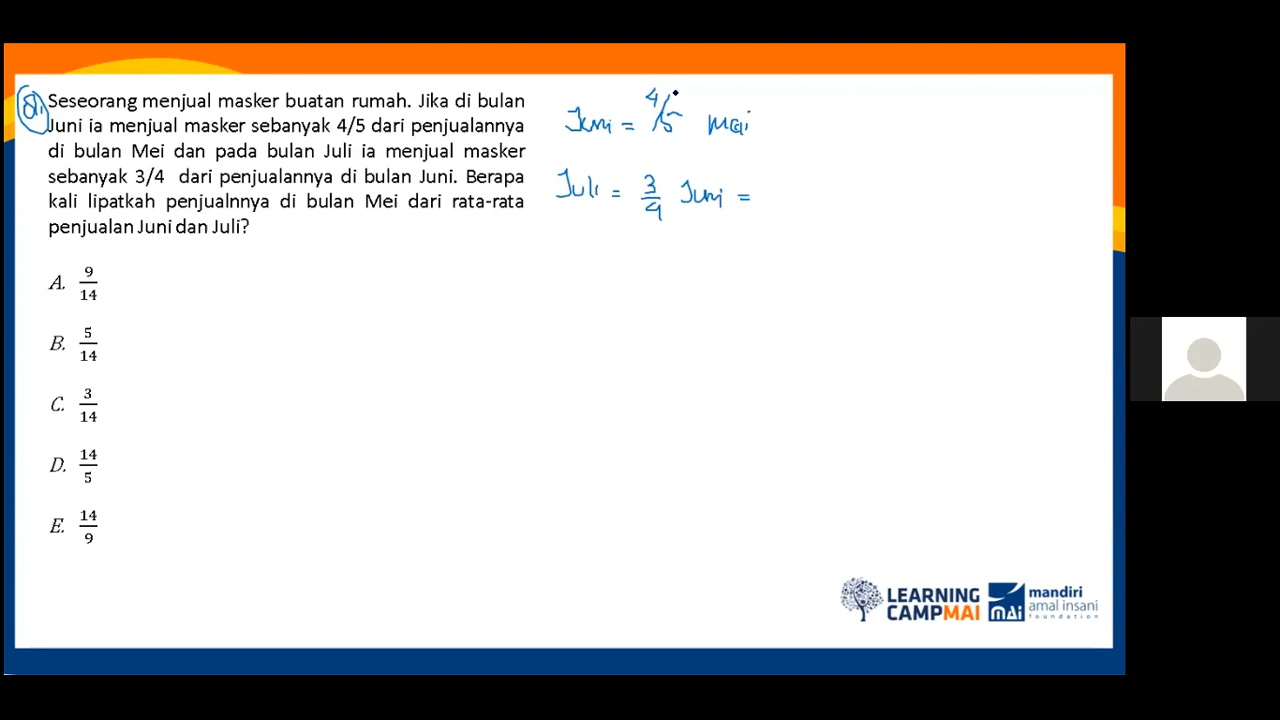 Seseorang menjual masker buatan rumah. Jika di bulan
Juni ia menjual masker sebanyak 4/5 dari penjualannya
di bulan Mei dan pada bulan Juli ia menjual masker
sebanyak 3/4 dari penjualannya di bulan Juni. Berapa
kali lipatkah penjualnnya di bulan Mei dari rata-rata
penjualan Juni dan Juli?
A. 9/14
B. 5/14
C. 3/14
D. 14/5
E. 14/9
Juni = 4/5 Mei
Juli = 3/4 Juni =
LEARNING
CAMPMAI
mandiri
amal insani
foundation
MAI